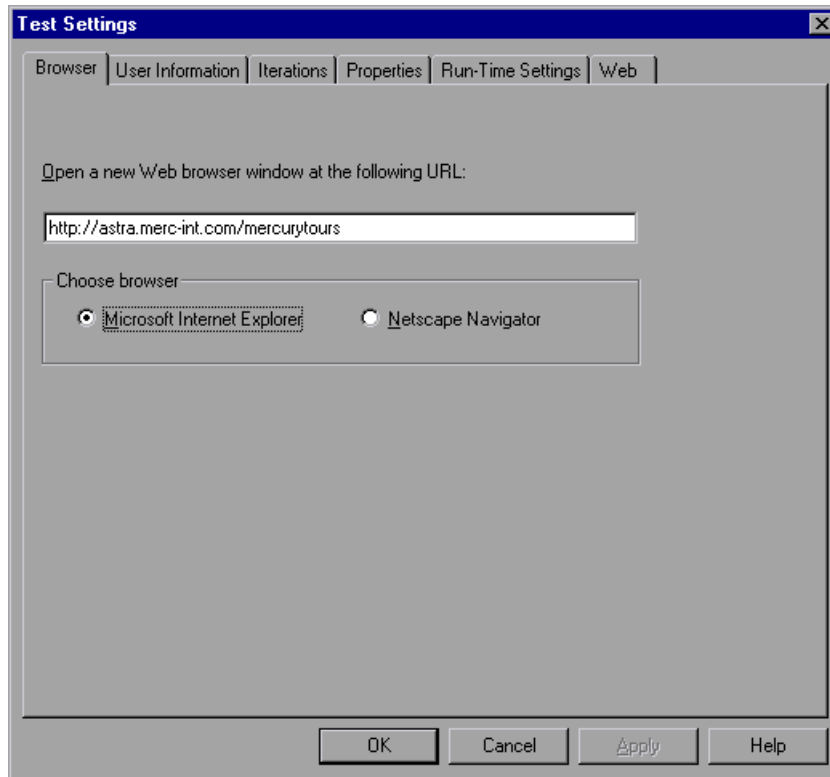 Test Settings
Browser User Information Iterations Properties Run-Time Settings Web
Open a new Web browser window at the following URL:
http://astra.merc-int.com/mercurytours
Choose browser
Microsoft Internet Explorer Netscape Navigator
OK Cancel Apply Help